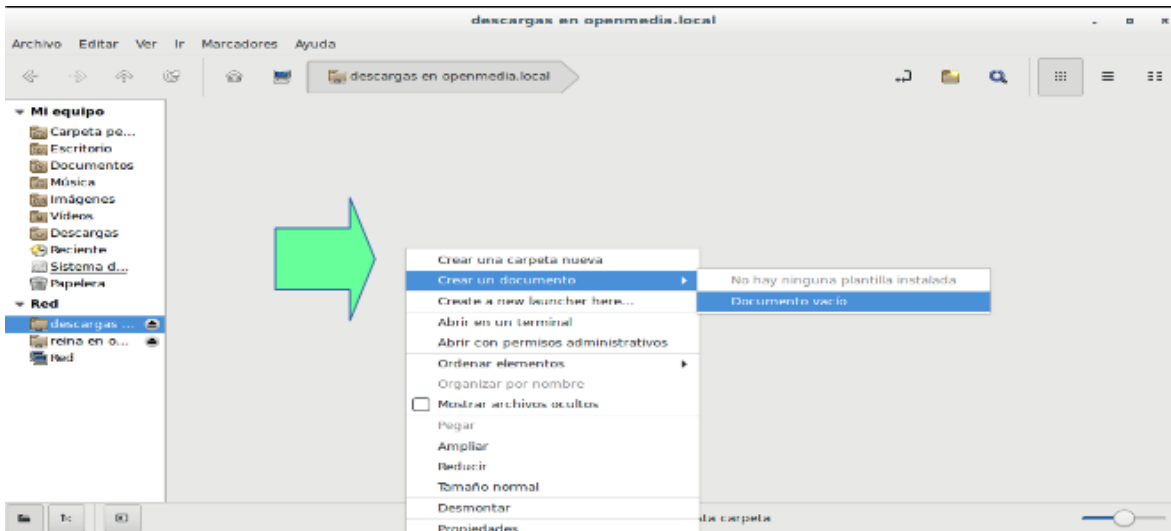 descargas en openmedia.local
Archivo Editar Ver Ir Marcadores Ayuda
descargas en openmedia.local
Mi equipo
Carpeta pe...
Escritorio
Documentos
Música
Imágenes
Vídeos
Descargas
Reciente
Sistema d...
Papelera
Red
descargas ...
reina en o...
Red
Crear una carpeta nueva
Crear un documento
Create a new launcher here...
Abrir en un terminal
Abrir con permisos administrativos
Ordenar elementos
Organizar por nombre
Mostrar archivos ocultos
Pegar
Ampliar
Reducir
Tamaño normal
Desmontar
Propiedades
No hay ninguna plantilla instalada
Documento vacío
carpeta